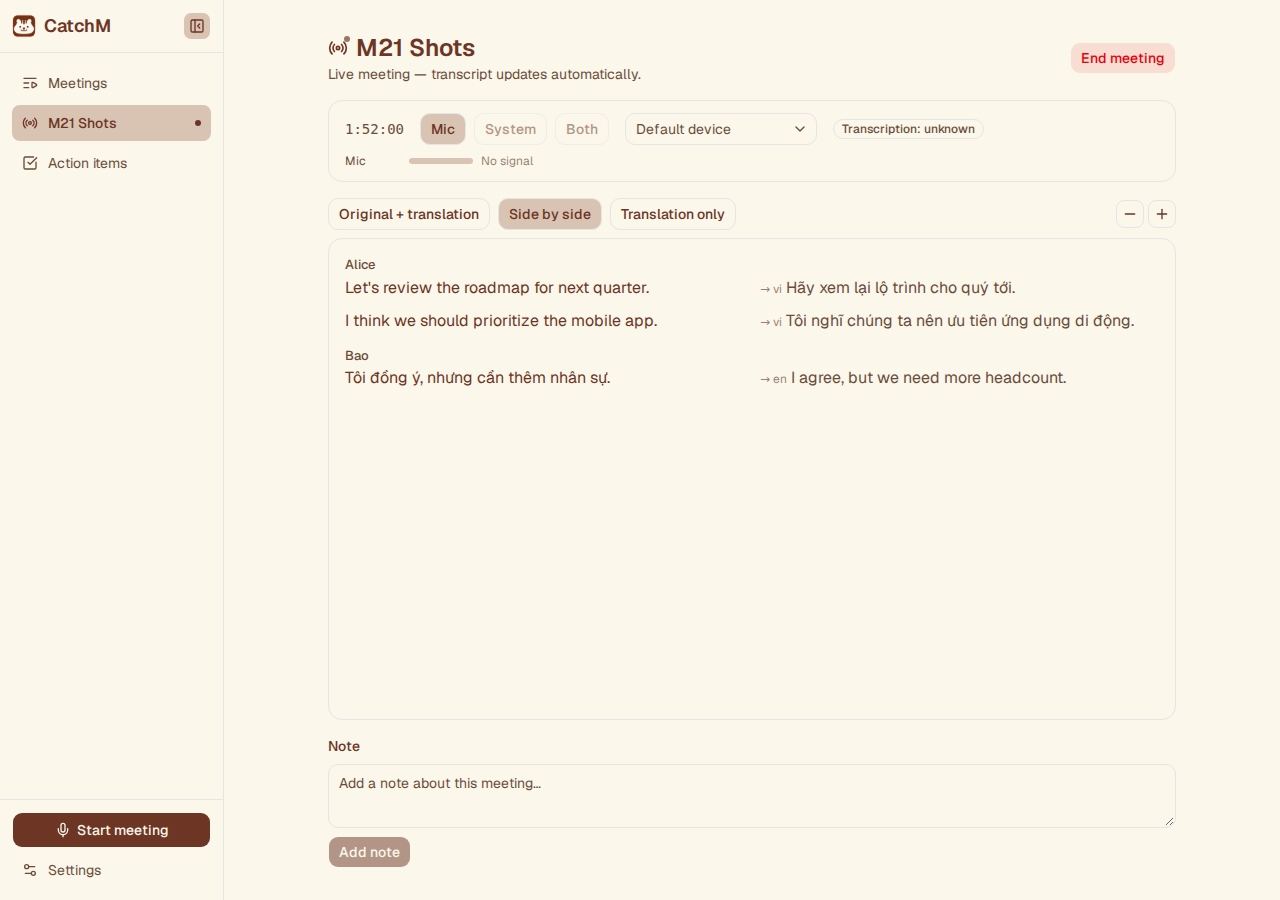 CatchM
Meetings
M21 Shots
Action items
Start meeting
Settings
M21 Shots
Live meeting — transcript updates automatically.
End meeting
1:52:00 Mic System Both Default device Transcription: unknown
Mic No signal
Original + translation Side by side Translation only
Alice
Let's review the roadmap for next quarter. → vi Hãy xem lại lộ trình cho quý tới.
I think we should prioritize the mobile app. → vi Tôi nghĩ chúng ta nên ưu tiên ứng dụng di động.
Bao
Tôi đồng ý, nhưng cần thêm nhân sự. → en I agree, but we need more headcount.
Note
Add a note about this meeting…
Add note